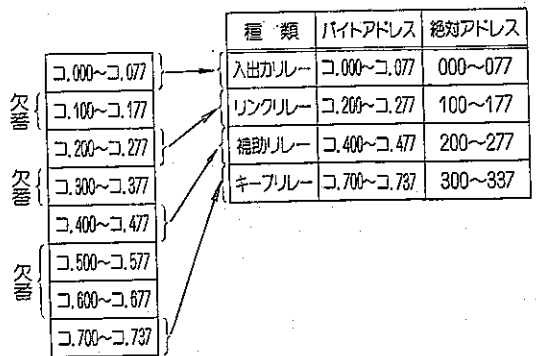 種類 バイトアドレス 絶対アドレス
入出力リレー コ.000~コ.077 000~077
リンクリレー コ.200~コ.277 100~177
補助リレー コ.400~コ.477 200~277
キープリレー コ.700~コ.737 300~337
コ.000~コ.077
欠番 コ.100~コ.177
コ.200~コ.277
欠番 コ.300~コ.377
コ.400~コ.477
欠番 コ.500~コ.577
コ.600~コ.677
コ.700~コ.737